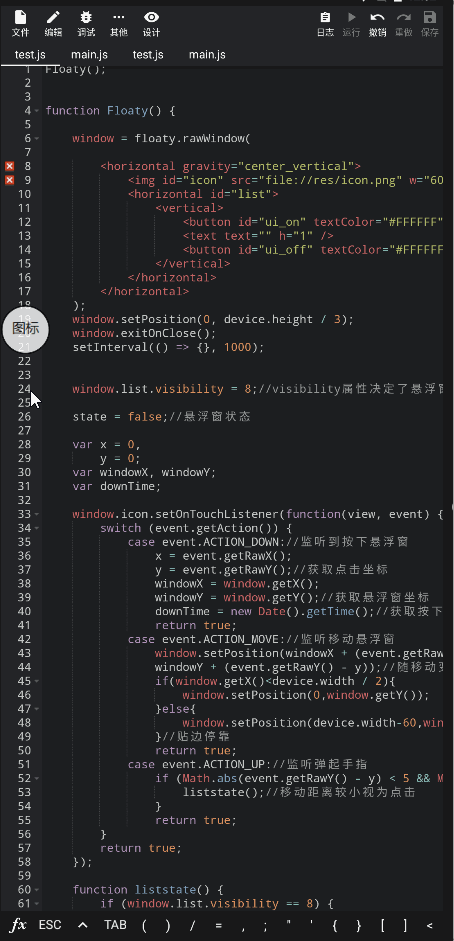 文件 编辑 调试 其他 设计 日志 运行 撤销 重做 保存
test.js main.js test.js main.js
1 Floaty();
2
3
4 function Floaty() {
5
6 window = floaty.rawWindow(
7
8 <horizontal gravity="center_vertical">
9 <img id="icon" src="file://res/icon.png" w="60
10 <horizontal id="list">
11 <vertical>
12 <button id="ui_on" textColor="#FFFFFF"
13 <text text="" h="1" />
14 <button id="ui_off" textColor="#FFFFFF
15 </vertical>
16 </horizontal>
17 </horizontal>
18 );
19 window.setPosition(0, device.height / 3);
图标
window.exitOnClose();
21 setInterval(() => {}, 1000);
22
23
24 window.list.visibility = 8;//visibility属性决定了悬浮窗
25
26 state = false;//悬浮窗状态
27
28 var x = 0,
29 y = 0;
30 var windowX, windowY;
31 var downTime;
32
33 window.icon.setOnTouchListener(function(view, event) {
34 switch (event.getAction()) {
35 case event.ACTION_DOWN://监听到按下悬浮窗
36 x = event.getRawX();
37 y = event.getRawY();//获取点击坐标
38 windowX = window.getX();
39 windowY = window.getY();//获取悬浮窗坐标
40 downTime = new Date().getTime();//获取按下
41 return true;
42 case event.ACTION_MOVE://监听移动悬浮窗
43 window.setPosition(windowX + (event.getRaw
44 windowY + (event.getRawY() - y));//随移动变
45 if(window.getX()<device.width / 2){
46 window.setPosition(0,window.getY());
47 }else{
48 window.setPosition(device.width-60,win
49 }//贴边停靠
50 return true;
51 case event.ACTION_UP://监听弹起手指
52 if (Math.abs(event.getRawY() - y) < 5 && M
53 liststate();//移动距离较小视为点击
54 }
55 return true;
56 }
57 return true;
58 });
59
60 function liststate() {
61 if (window.list.visibility == 8) {
fx ESC ^ TAB ( ) / = , ; " ' { } [ ] <